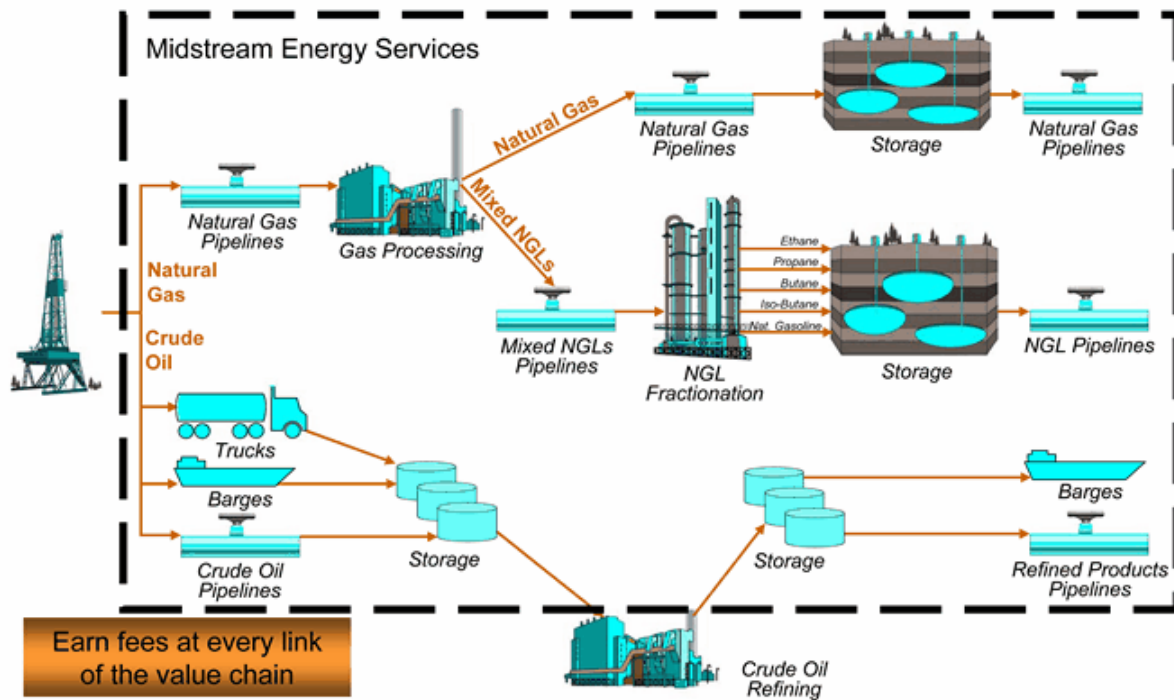 Midstream Energy Services
Natural Gas
Natural Gas
Pipelines
Storage
Natural Gas
Pipelines
Natural Gas
Pipelines
Gas Processing
Mixed NGLs
Natural
Gas
Crude
Oil
Mixed NGLs
Pipelines
NGL
Fractionation
Ethane
Propane
Butane
Iso-Butane
Nat. Gasoline
Storage
NGL Pipelines
Trucks
Barges
Crude Oil
Pipelines
Storage
Storage
Barges
Refined Products
Pipelines
Earn fees at every link
of the value chain
Crude Oil
Refining